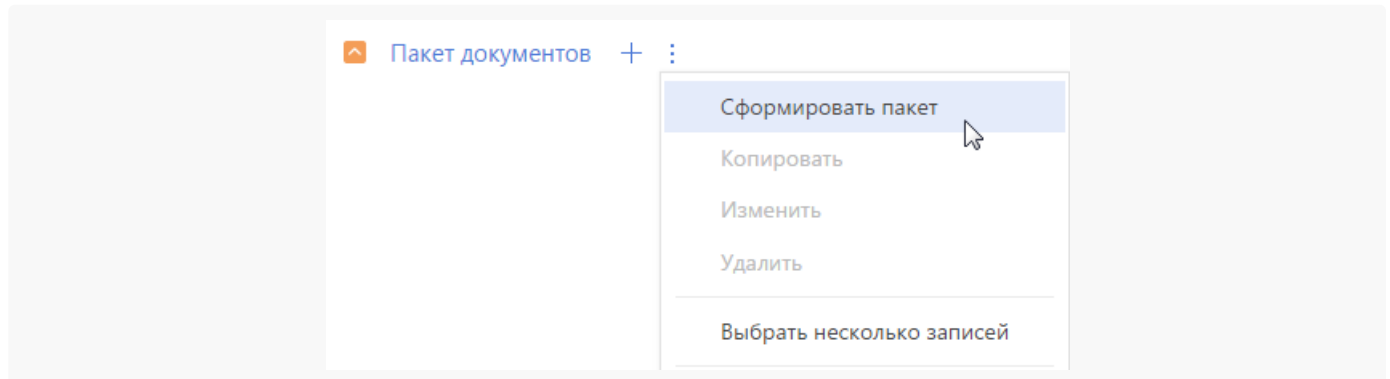 Пакет документов
Сформировать пакет
Копировать
Изменить
Удалить
Выбрать несколько записей